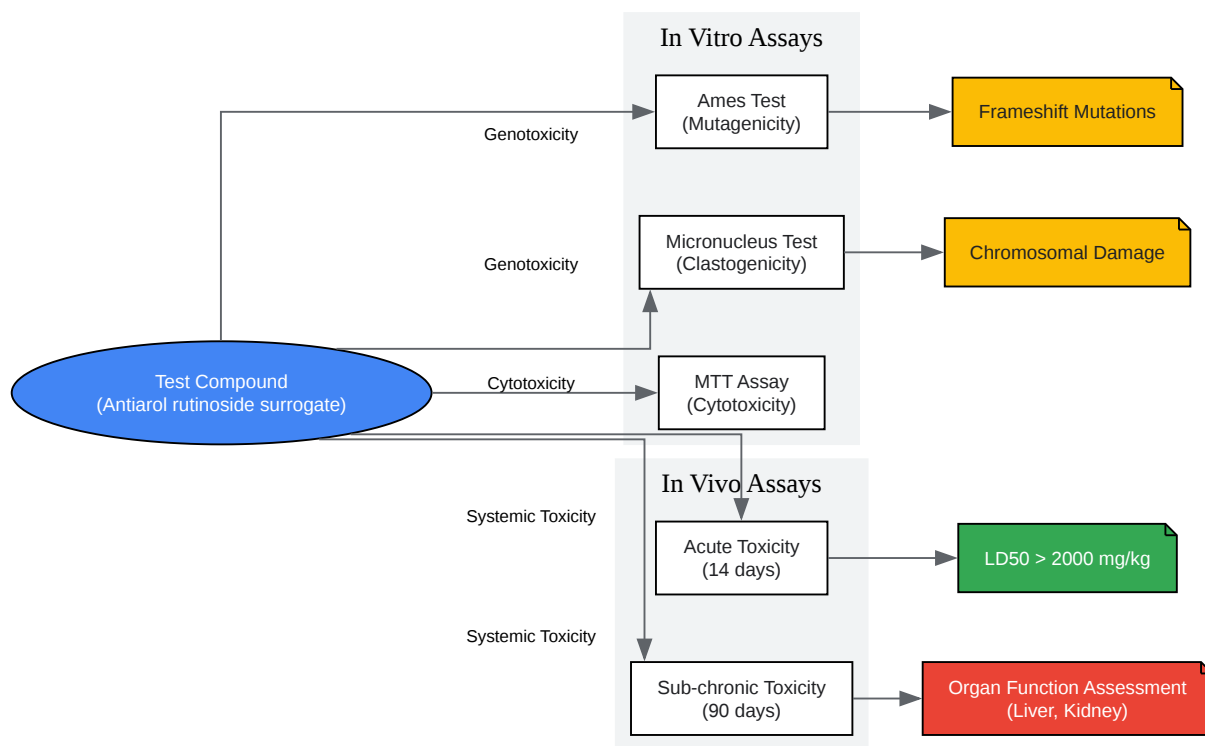 In Vitro Assays
Ames Test
(Mutagenicity)
Frameshift Mutations
Genotoxicity
Micronucleus Test
(Clastogenicity)
Chromosomal Damage
Genotoxicity
Test Compound
(Antiarol rutinoside surrogate)
Cytotoxicity
MTT Assay
(Cytotoxicity)
In Vivo Assays
Systemic Toxicity
Acute Toxicity
(14 days)
LD50 > 2000 mg/kg
Systemic Toxicity
Sub-chronic Toxicity
(90 days)
Organ Function Assessment
(Liver, Kidney)